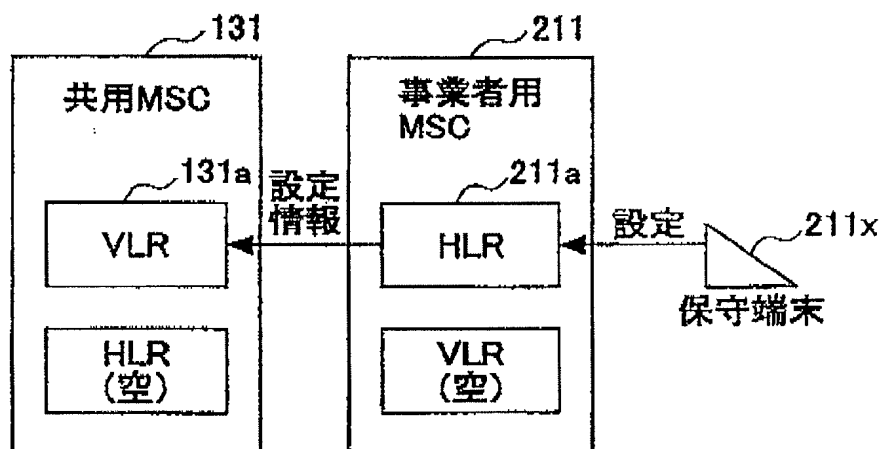 131
211
共用MSC
事業者用
MSC
131a
設定
情報
211a
設定
211x
VLR
HLR
保守端末
HLR
(空)
VLR
(空)